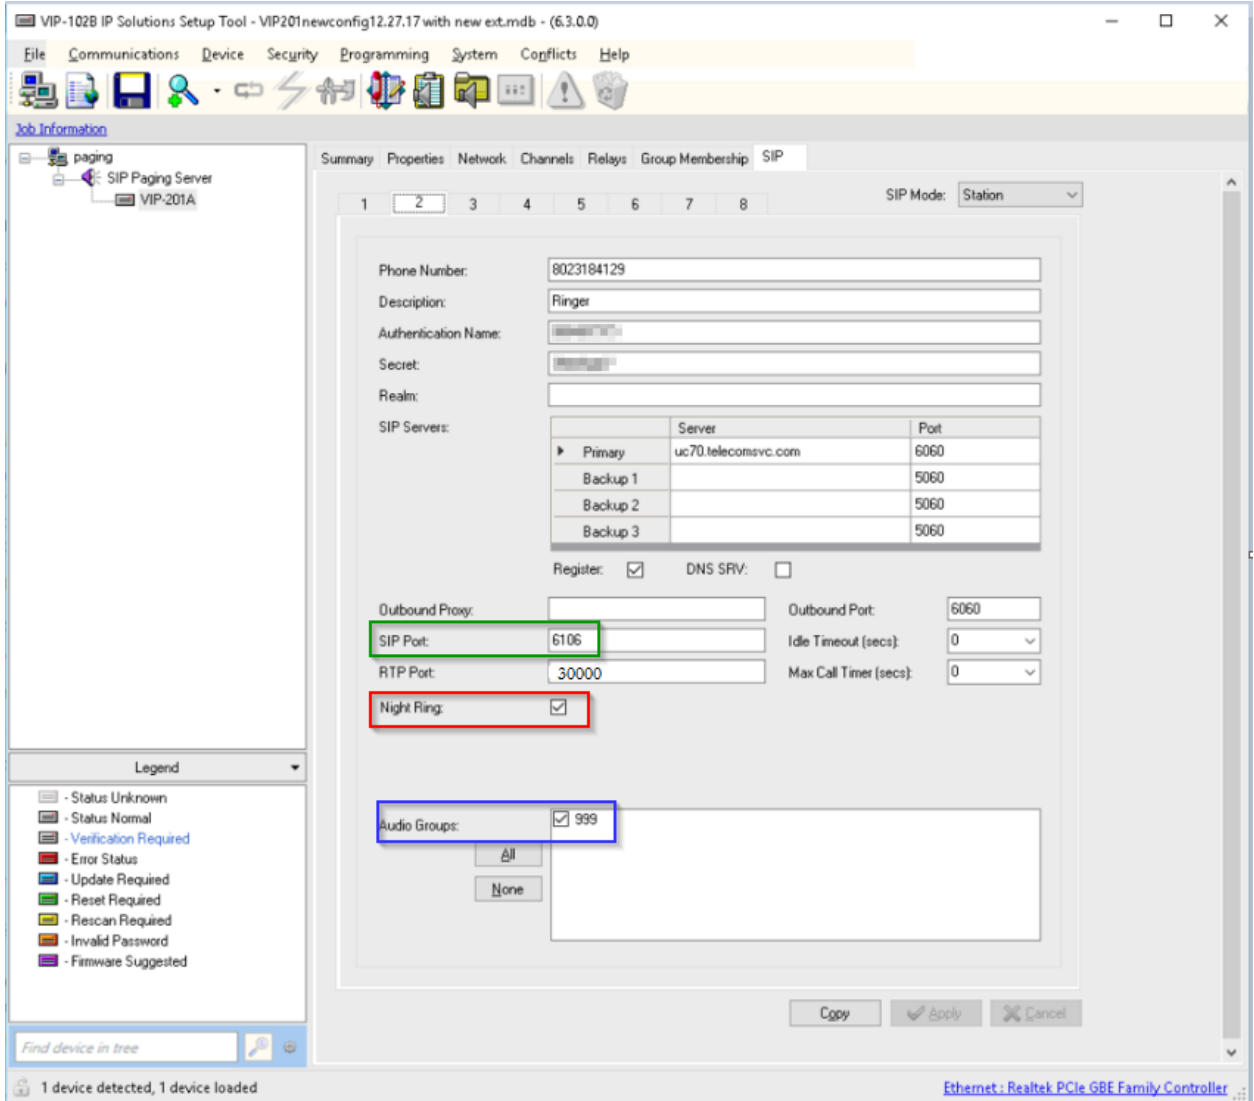 VIP-102B IP Solutions Setup Tool - VIP201newconfig12.27.17 with new ext.mdb - (6.3.0.0)
File Communications Device Security Programming System Conflicts Help
Job Information
paging
SIP Paging Server
VIP-201A
Summary Properties Network Channels Relays Group Membership SIP
1 2 3 4 5 6 7 8
SIP Mode: Station
Phone Number: 8023184129
Description: Ringer
Authentication Name:
Secret:
Realm:
SIP Servers:
Server Port
Primary uc70.telecomsvc.com 6060
Backup 1 5060
Backup 2 5060
Backup 3 5060
Register: DNS SRV:
Outbound Proxy: Outbound Port: 6060
SIP Port: 6106 Idle Timeout (secs): 0
RTP Port: 30000 Max Call Timer (secs): 0
Night Ring:
Audio Groups: 999
All
None
Copy Apply Cancel
Legend
- Status Unknown
- Status Normal
- Verification Required
- Error Status
- Update Required
- Reset Required
- Rescan Required
- Invalid Password
- Firmware Suggested
Find device in tree
1 device detected, 1 device loaded
Ethernet : Realtek PCIe GBE Family Controller